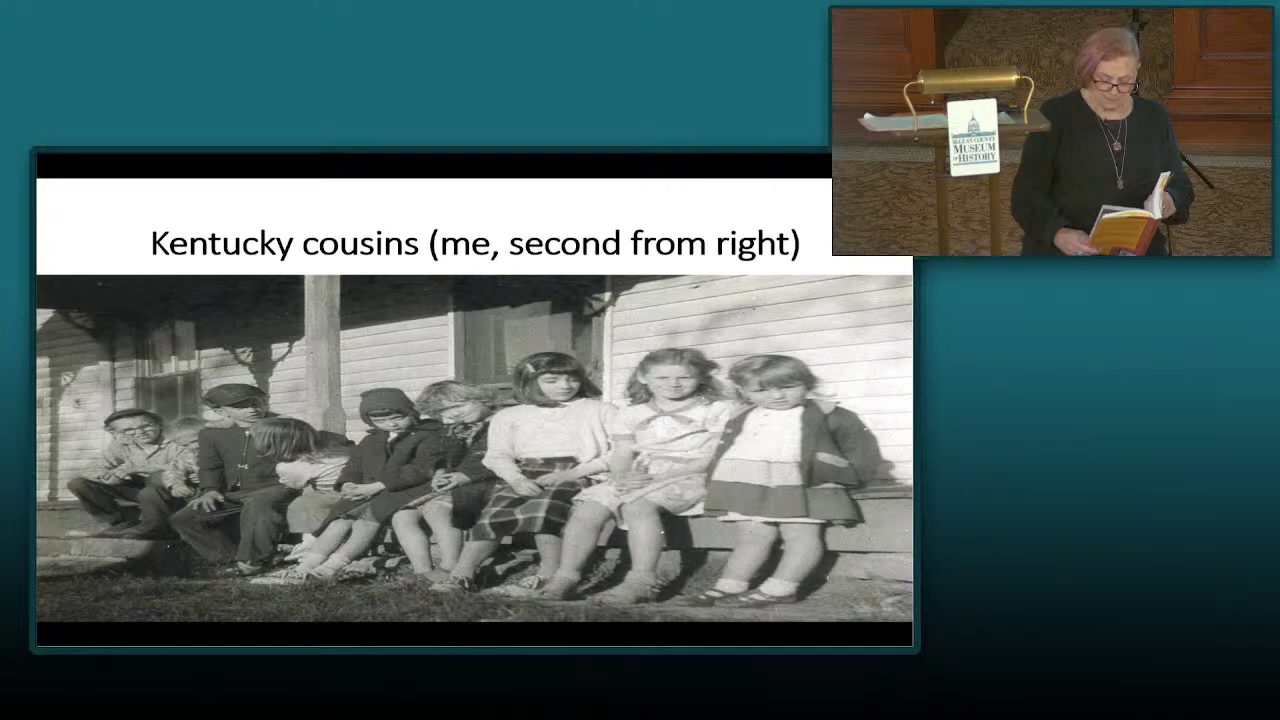 Kentucky cousins (me, second from right)
McLEAN COUNTY
MUSEUM
OF HISTORY